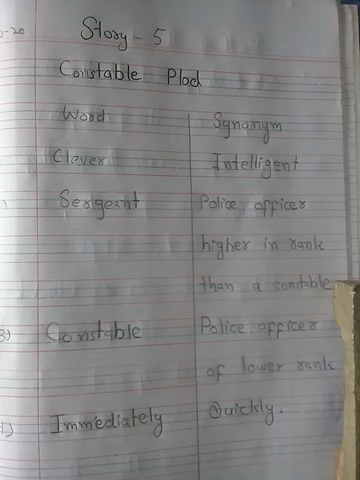 Story - 5
Constable Plod
Word Synonym
Clever Intelligent
Sergeant Police officer
higher in rank
than a constable
3) Constable Police officer
of lower rank
Immediately Quickly.